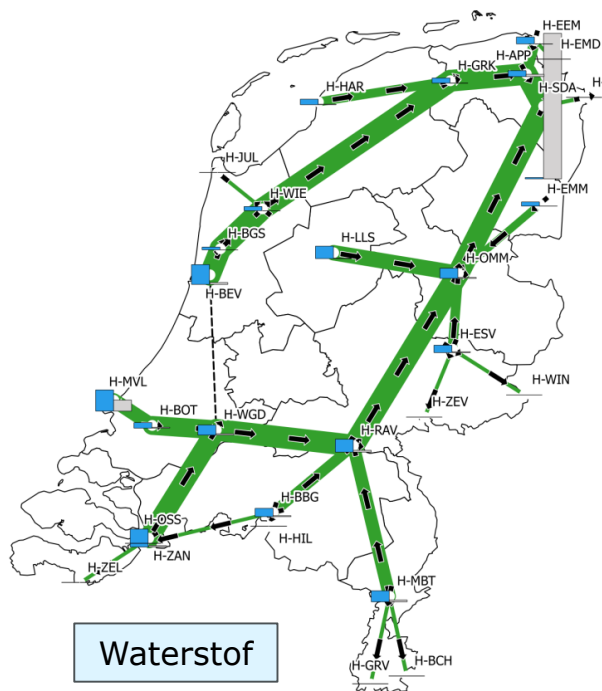 H-EEM
H-EMD
H-APP
H-GRK
H-SDA
H-HAR
H
H-JUL
H-EMM
H-WIE
H-BGS
H-LLS
H-OMM
H-BEV
H-ESV
H-WIN
H-MVL
H-ZEV
H-BOT
H-WGD
H-RAV
H-BBG
H-OSS
H-HIL
H-ZAN
H-ZEL
H-MBT
Waterstof
H-GRV
H-BCH